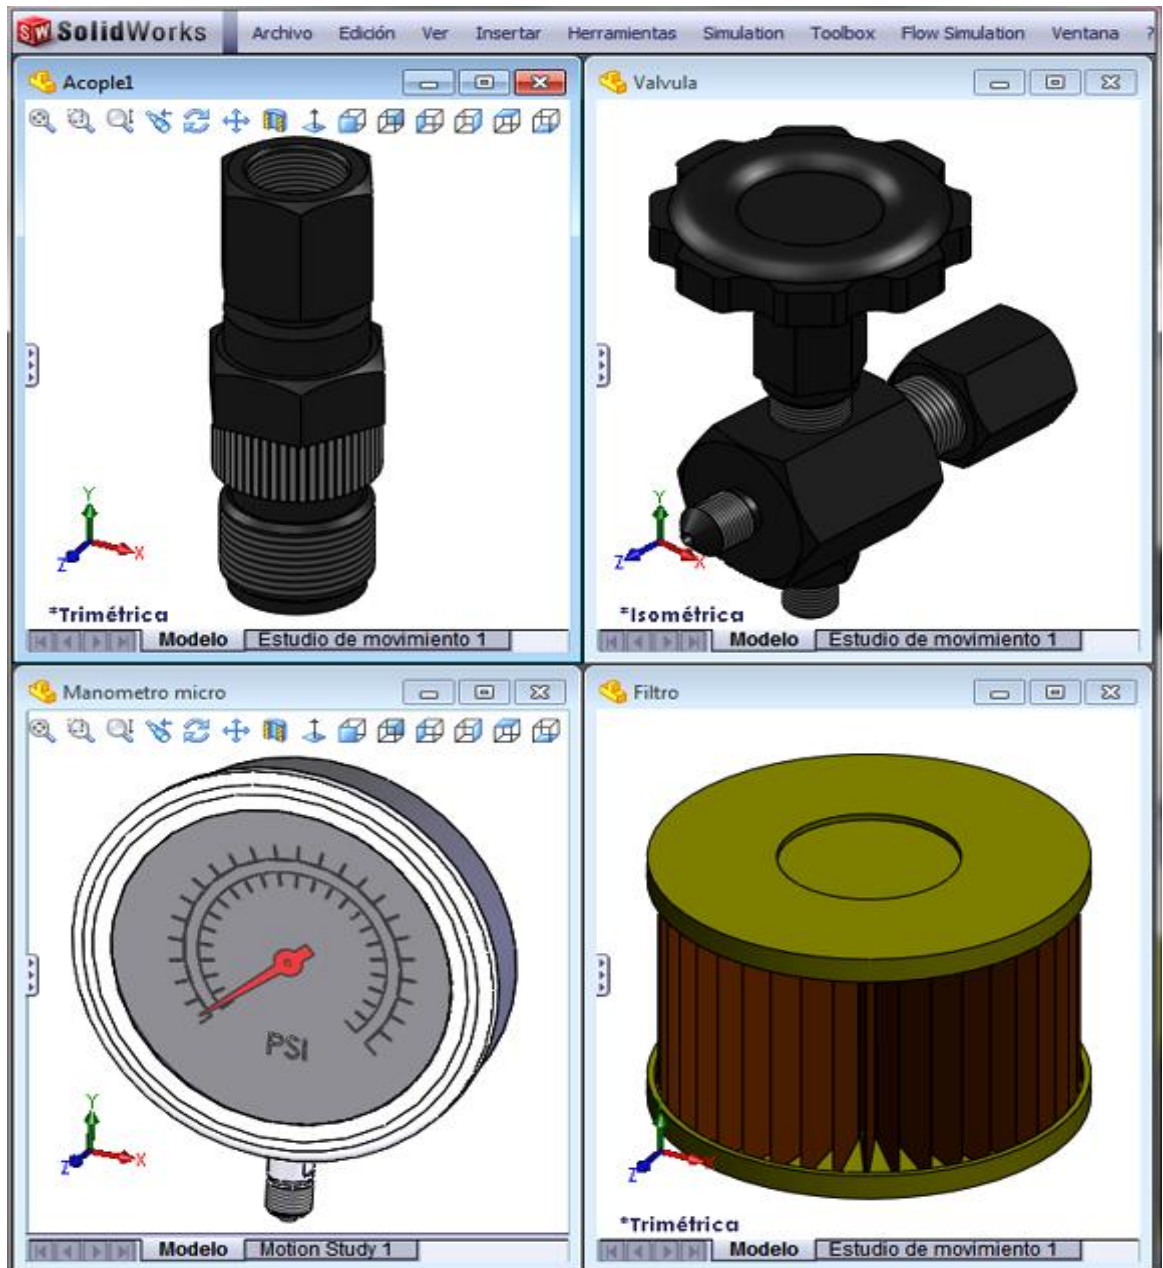 SolidWorks Archivo Edición Ver Insertar Herramientas Simulation Toolbox Flow Simulation Ventana ?
Acople1
Y
X
Z
*Trimétrica
Modelo Estudio de movimiento 1
Valvula
Y
X
Z
*Isométrica
Modelo Estudio de movimiento 1
Manometro micro
PSI
Y
X
Z
Modelo Motion Study 1
Filtro
Z
*Trimétrica
Modelo Estudio de movimiento 1